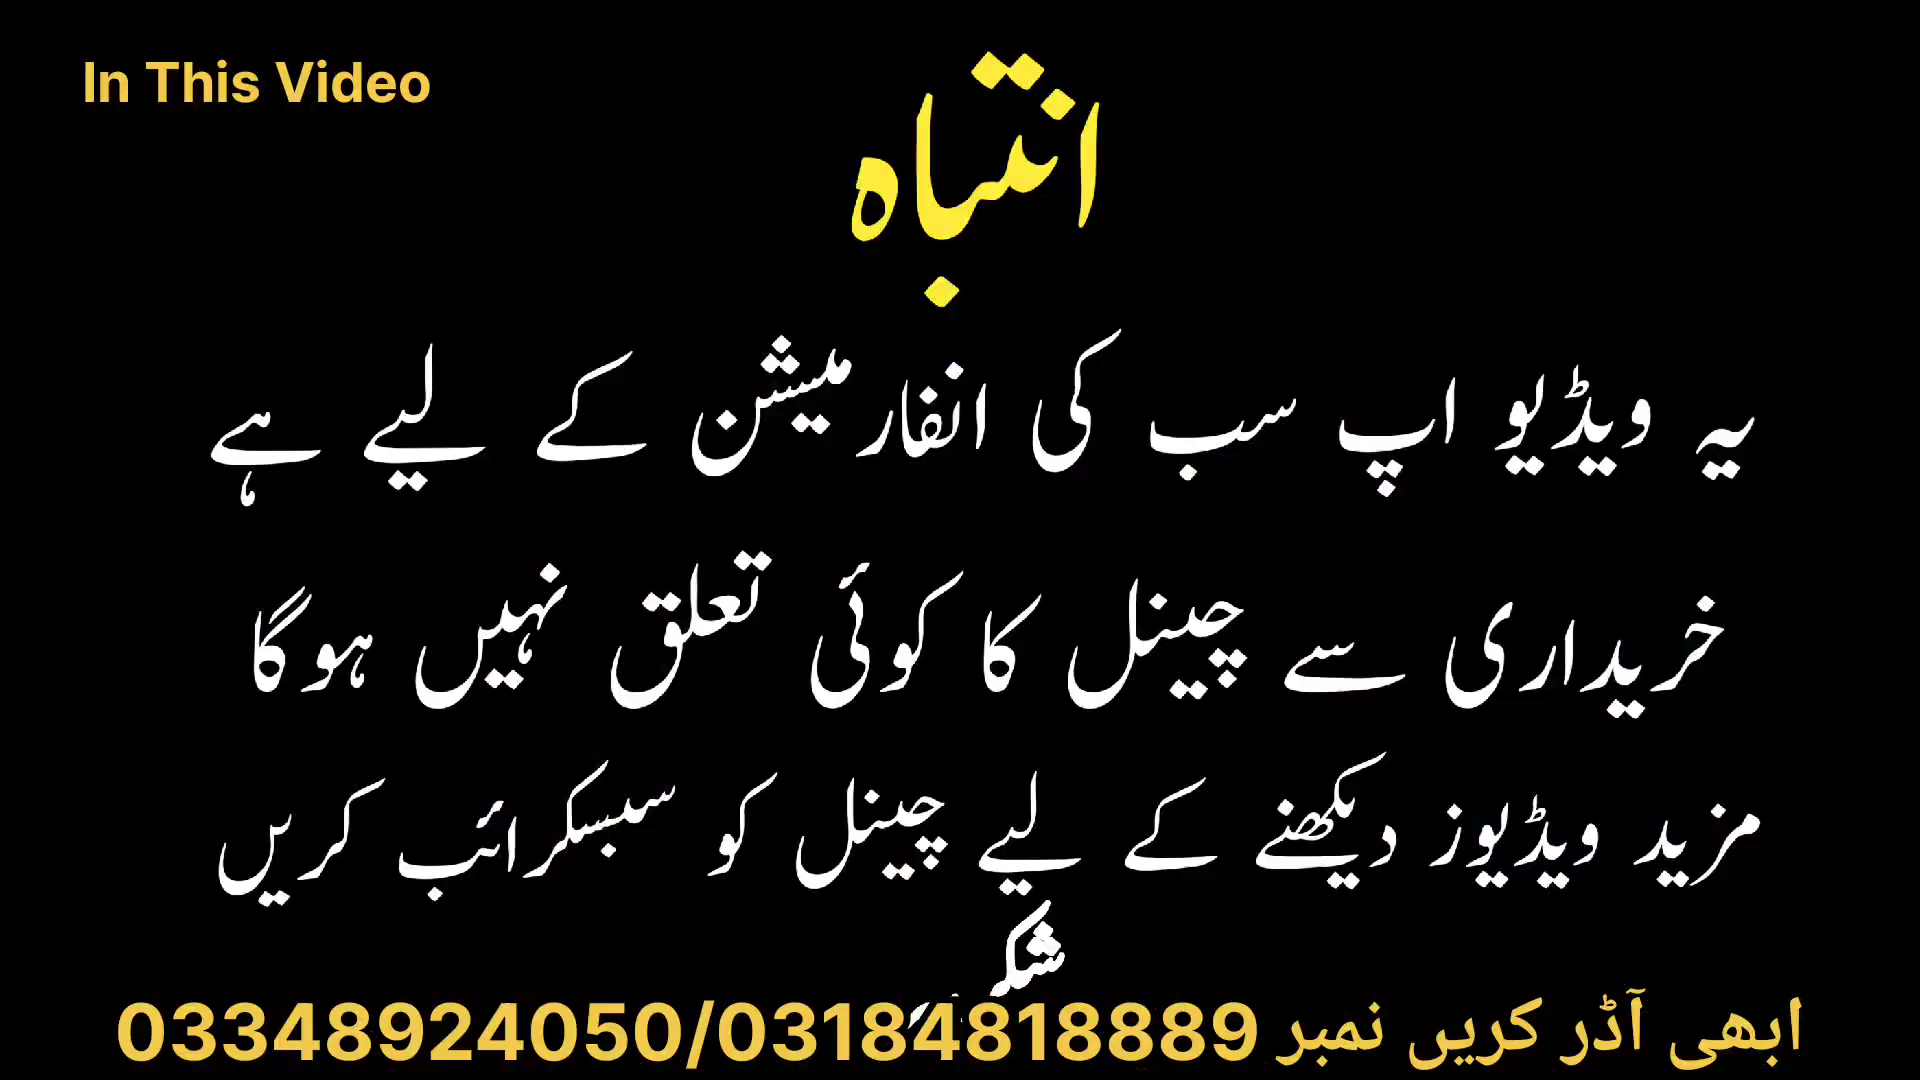 In This Video
انتباہ
یہ ویڈیو اپ سب کی انفارمیشن کے لیے ہے
خریداری سے چینل کا کوئی تعلق نہیں ہوگا
مزید ویڈیوز دیکھنے کے لیے چینل کو سبسکرائب کریں
ابھی آڈر کریں نمبر 03348924050/03184818889